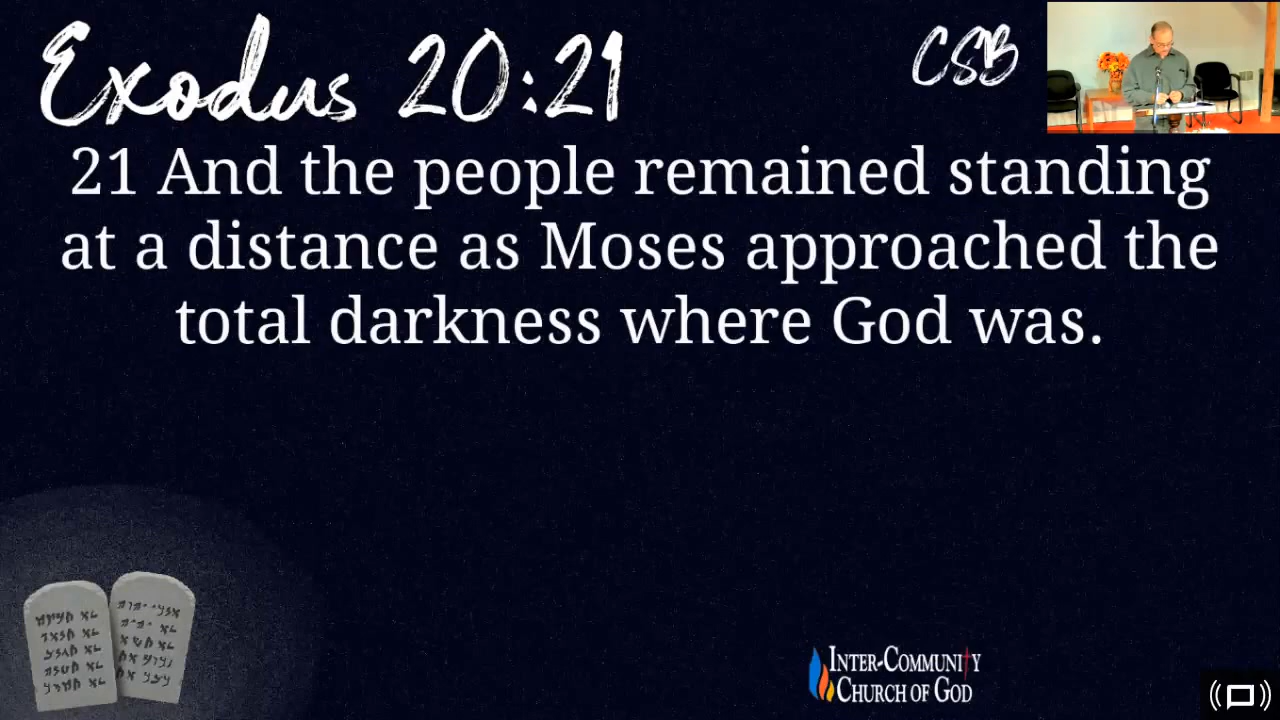 Exodus 20:21
CSB
21 And the people remained standing
at a distance as Moses approached the
total darkness where God was.
Inter-Community
Church of God